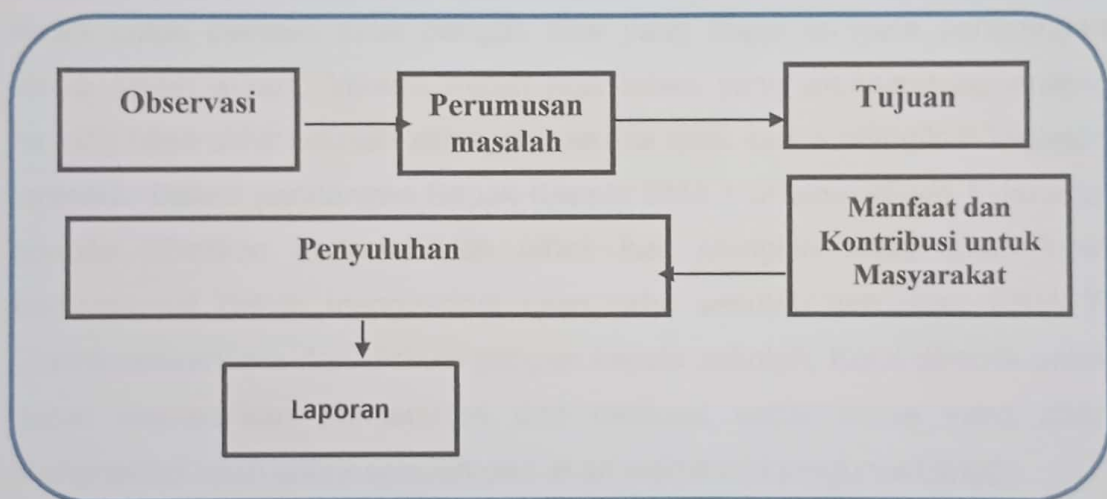 Observasi
Perumusan
masalah
Tujuan
Manfaat dan
Kontribusi untuk
Masyarakat
Penyuluhan
Laporan